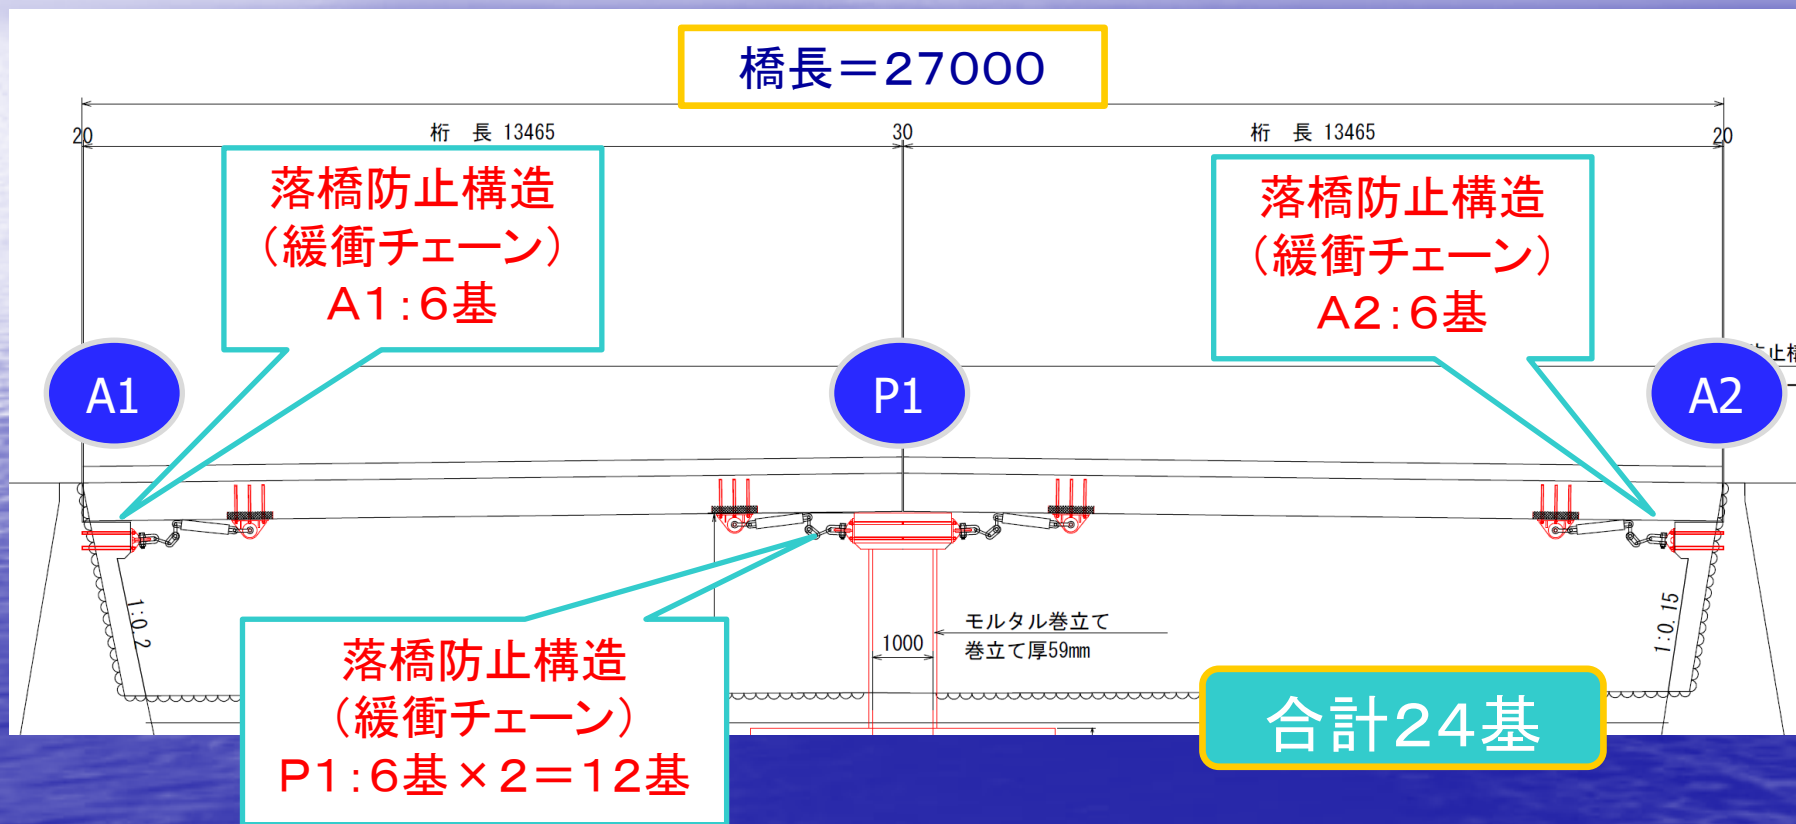 橋長＝27000
20
桁　長 13465
30
桁　長 13465
20
落橋防止構造
（緩衝チェーン）
A1：6基
落橋防止構造
（緩衝チェーン）
A2：6基
A1
P1
A2
1:0.2
1:0.15
モルタル巻立て
巻立て厚59mm
1000
落橋防止構造
（緩衝チェーン）
P1：6基×2＝12基
合計24基